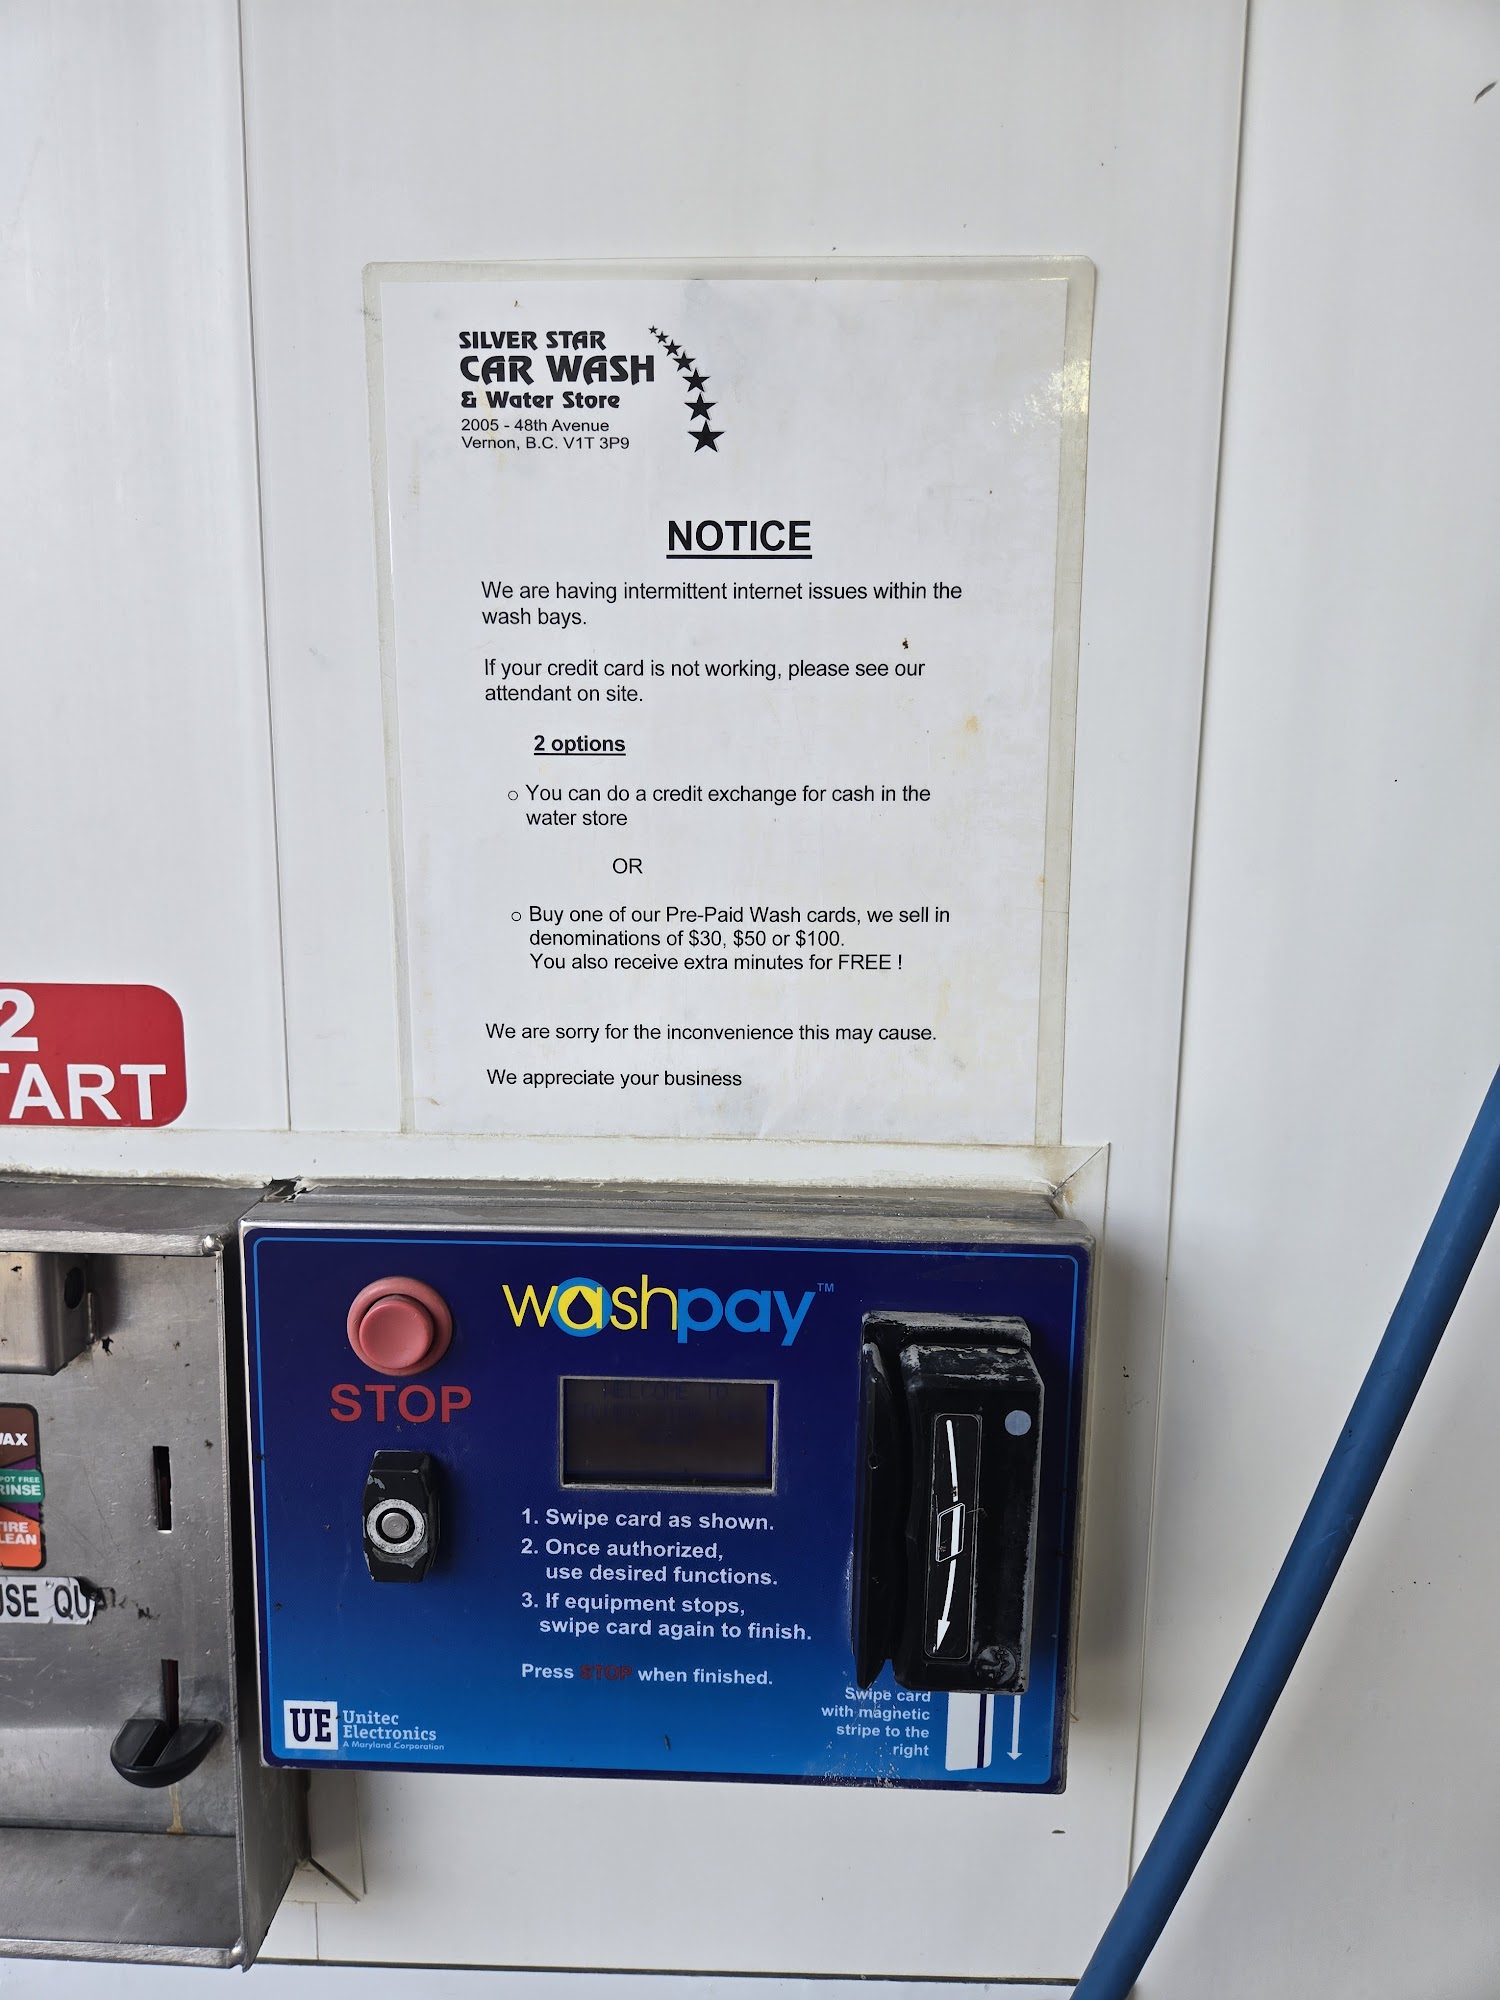 SILVER STAR
CAR WASH
& Water Store
2005 - 48th Avenue
Vernon, B.C. V1T 3P9
NOTICE
We are having intermittent internet issues within the
wash bays.
If your credit card is not working, please see our
attendant on site.
2 options
○ You can do a credit exchange for cash in the
water store
OR
○ Buy one of our Pre-Paid Wash cards, we sell in
denominations of $30, $50 or $100.
You also receive extra minutes for FREE !
We are sorry for the inconvenience this may cause.
We appreciate your business
2
TART
AX
POT FREE
RINSE
TIRE
LEAN
USE QU
washpay™
STOP
WELCOME TO
1. Swipe card as shown.
2. Once authorized,
use desired functions.
3. If equipment stops,
swipe card again to finish.
Press STOP when finished.
Swipe card
with magnetic
stripe to the
right
UE Unitec
Electronics
A Maryland Corporation